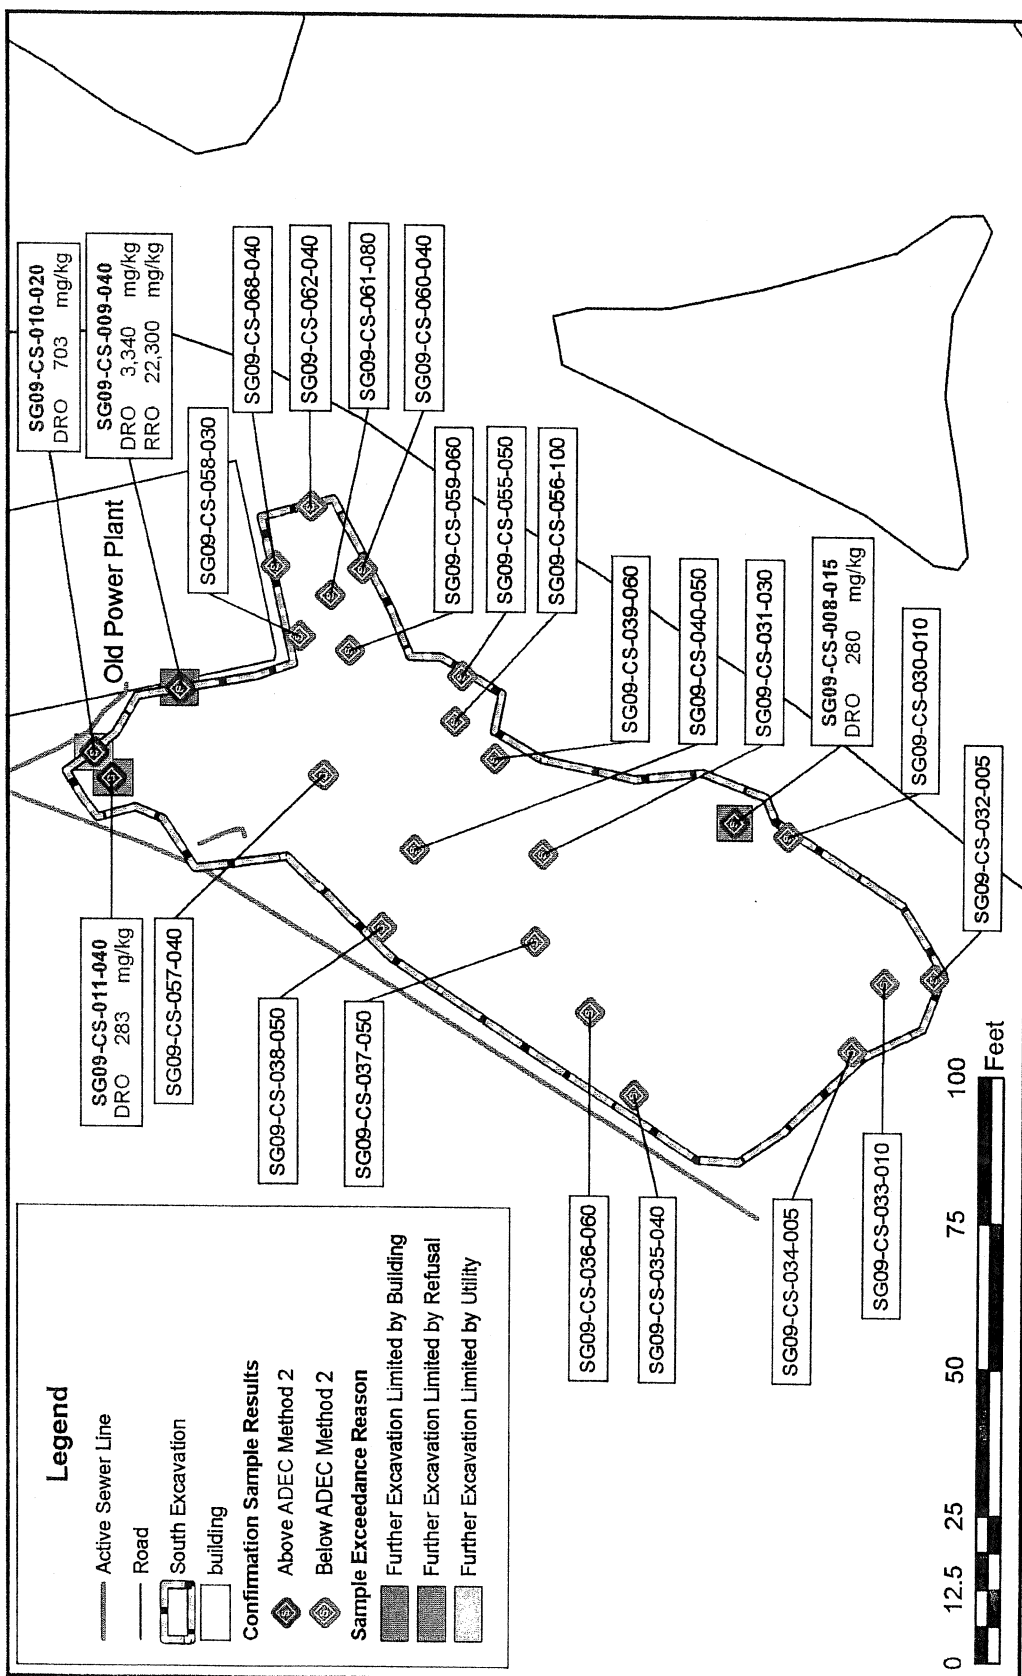 SG09-CS-010-020
DRO 703 mg/kg
SG09-CS-009-040
DRO 3,340 mg/kg
RRO 22,300 mg/kg
SG09-CS-068-040
SG09-CS-062-040
SG09-CS-061-080
SG09-CS-060-040
SG09-CS-058-030
SG09-CS-059-060
SG09-CS-055-050
SG09-CS-056-100
Old Power Plant
SG09-CS-039-060
SG09-CS-040-050
SG09-CS-031-030
SG09-CS-008-015
DRO 280 mg/kg
SG09-CS-030-010
SG09-CS-032-005
SG09-CS-011-040
DRO 283 mg/kg
SG09-CS-057-040
SG09-CS-038-050
SG09-CS-037-050
SG09-CS-036-060
SG09-CS-035-040
SG09-CS-034-005
SG09-CS-033-010
Legend
Active Sewer Line
Road
South Excavation
building
Confirmation Sample Results
Above ADEC Method 2
Below ADEC Method 2
Sample Exceedance Reason
Further Excavation Limited by Building
Further Excavation Limited by Refusal
Further Excavation Limited by Utility
0 12.5 25 50 75 100
Feet